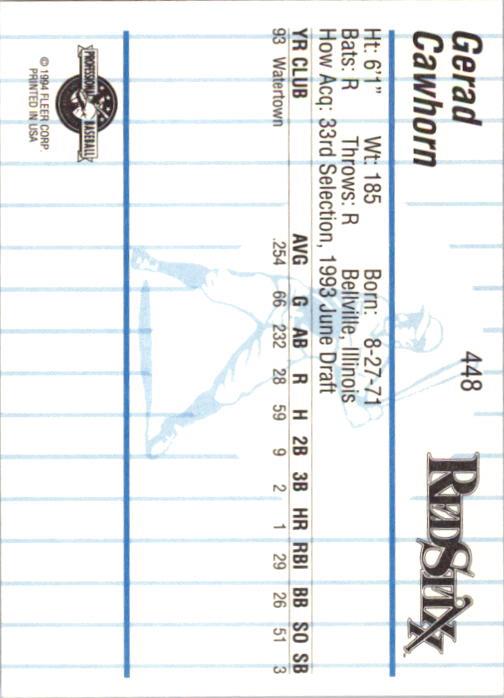 Gerad
Cawhorn
448
REDSTIXX
Ht: 6'1" Wt: 185 Born: 8-27-71
Bats: R Throws: R Bellville, Illinois
How Acq: 33rd Selection, 1993 June Draft
YR CLUB AVG G AB R H 2B 3B HR RBI BB SO SB
93 Watertown .254 66 232 28 59 9 2 1 29 26 51 3
PROFESSIONAL BASEBALL
© 1994 FLEER CORP.
PRINTED IN USA